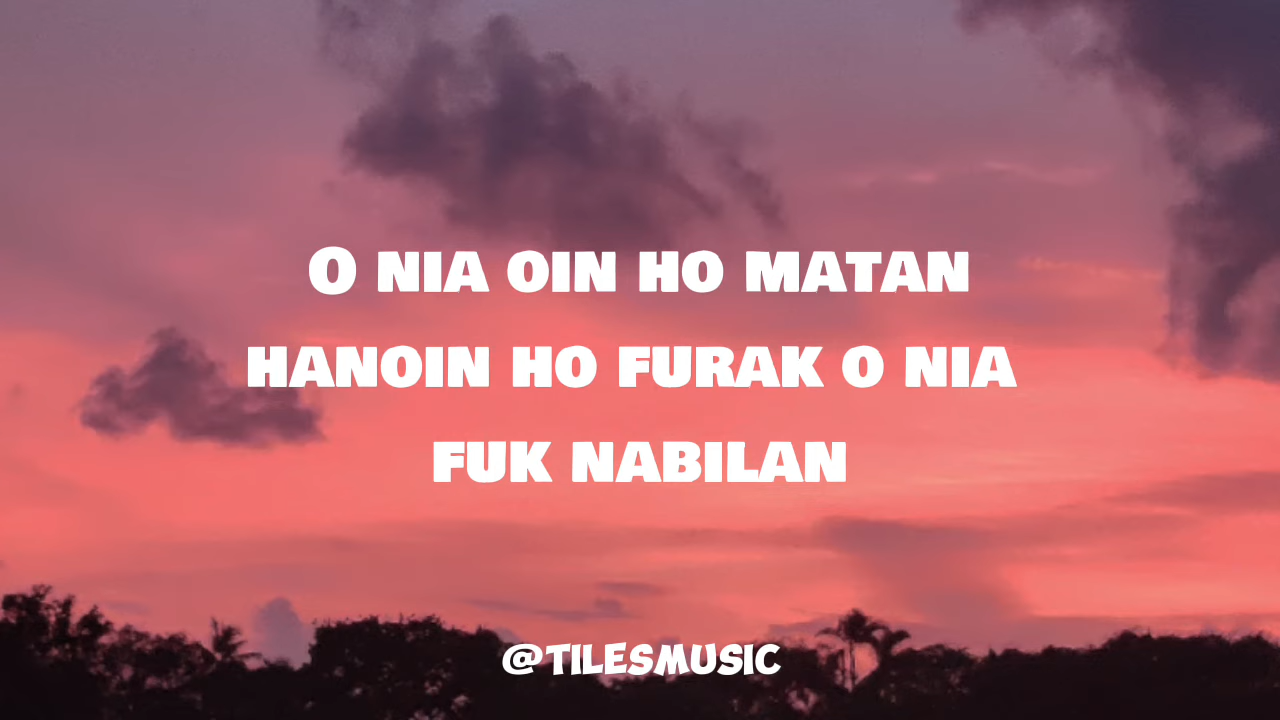 O nia oin ho matan
hanoin ho furak o nia
fuk nabilan
@TILESMUSIC